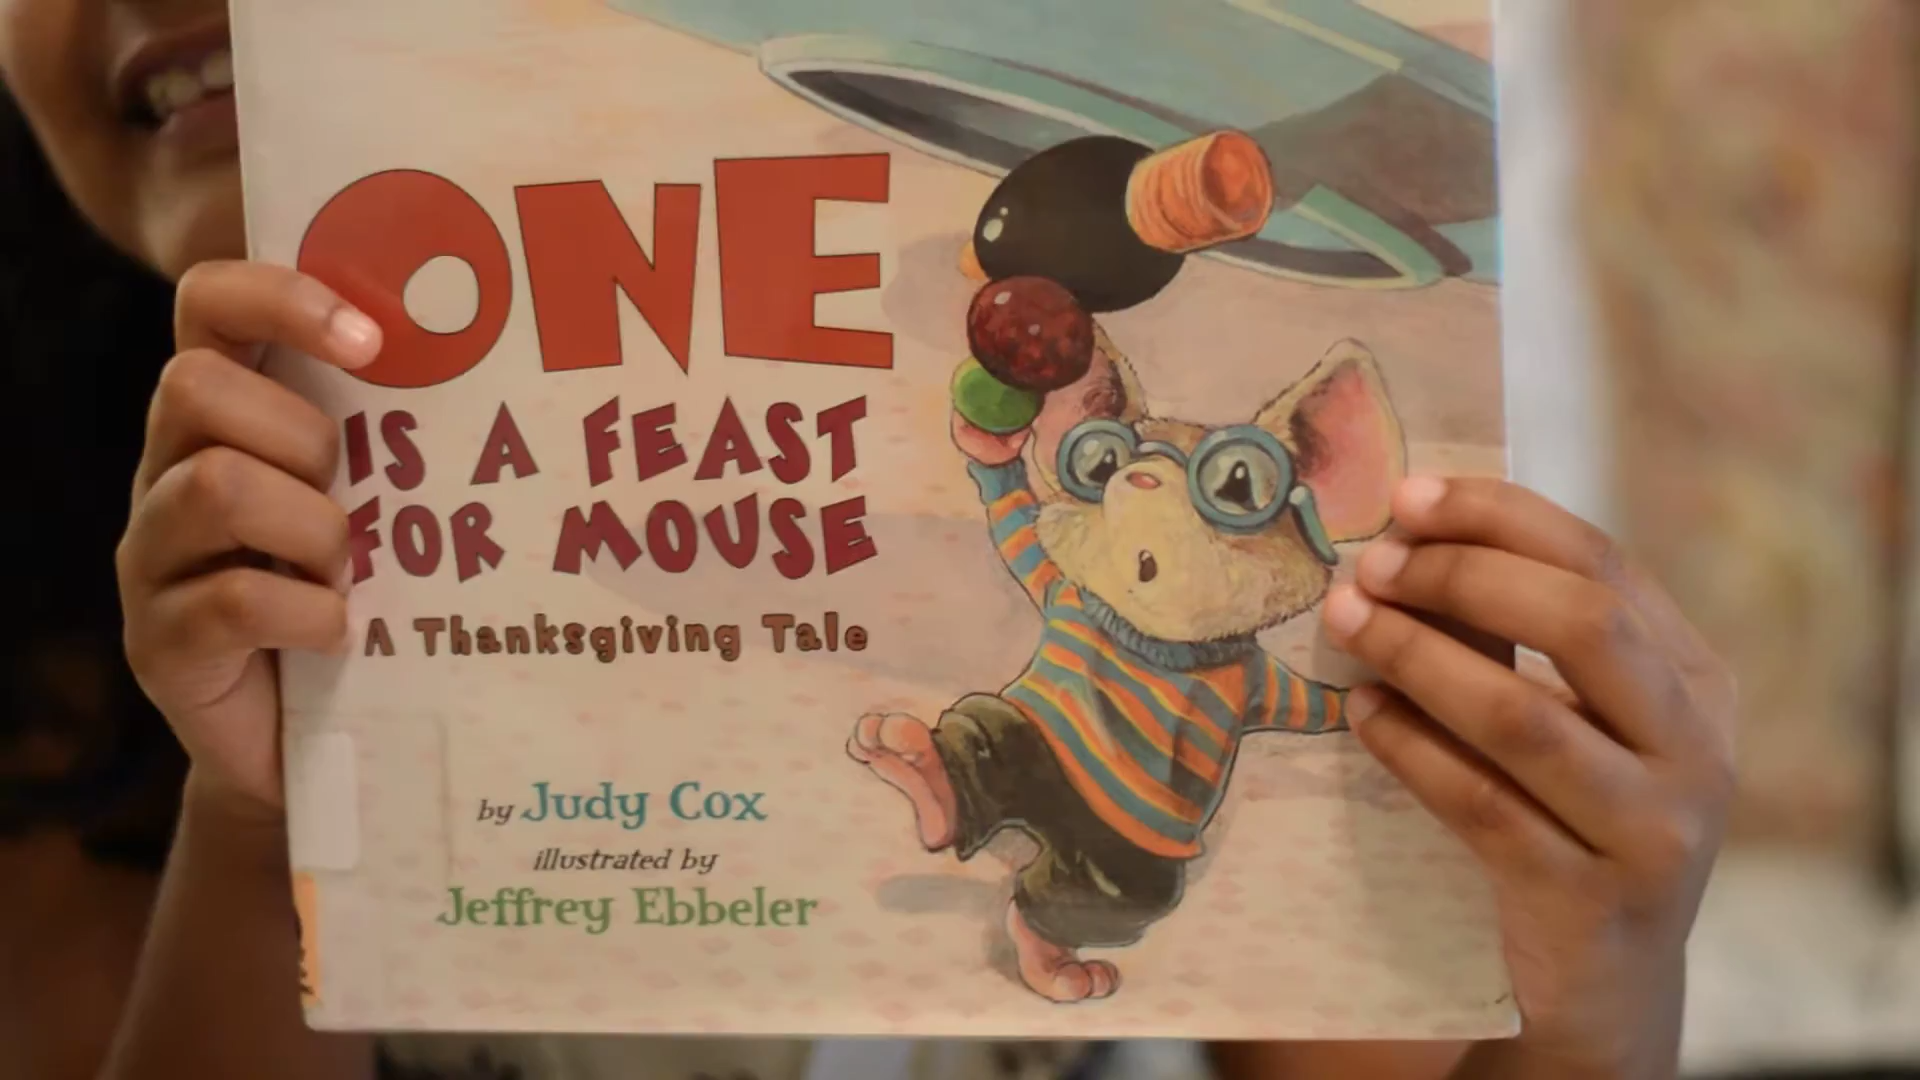 ONE
IS A FEAST
FOR MOUSE
A Thanksgiving Tale
by Judy Cox
illustrated by
Jeffrey Ebbeler